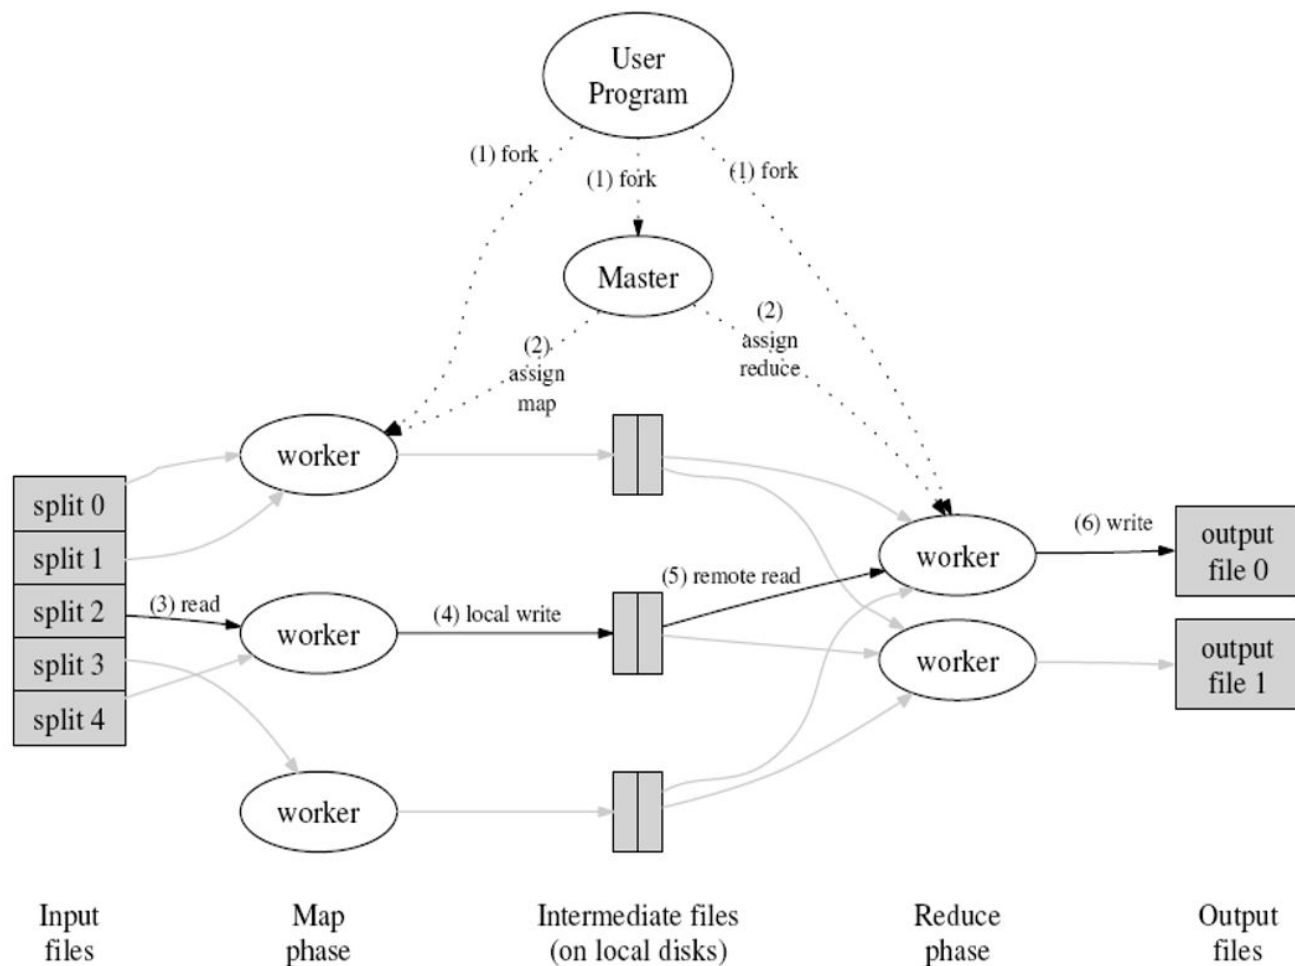 User
Program
(1) fork
(1) fork
(1) fork
Master
(2)
assign
map
(2)
assign
reduce
worker
split 0
split 1
split 2
split 3
split 4
(3) read
worker
(4) local write
(5) remote read
worker
(6) write
output
file 0
worker
output
file 1
worker
Input
files
Map
phase
Intermediate files
(on local disks)
Reduce
phase
Output
files